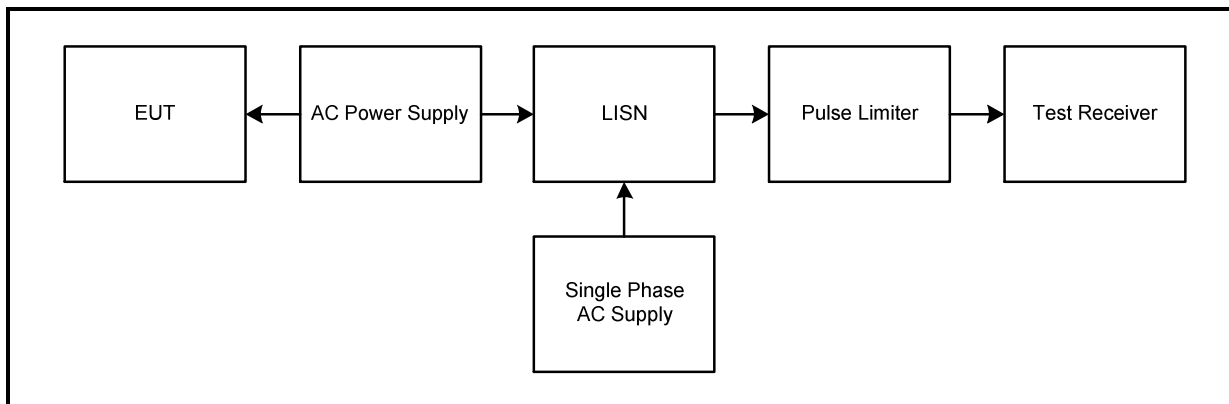 EUT
AC Power Supply
LISN
Pulse Limiter
Test Receiver
Single Phase
AC Supply